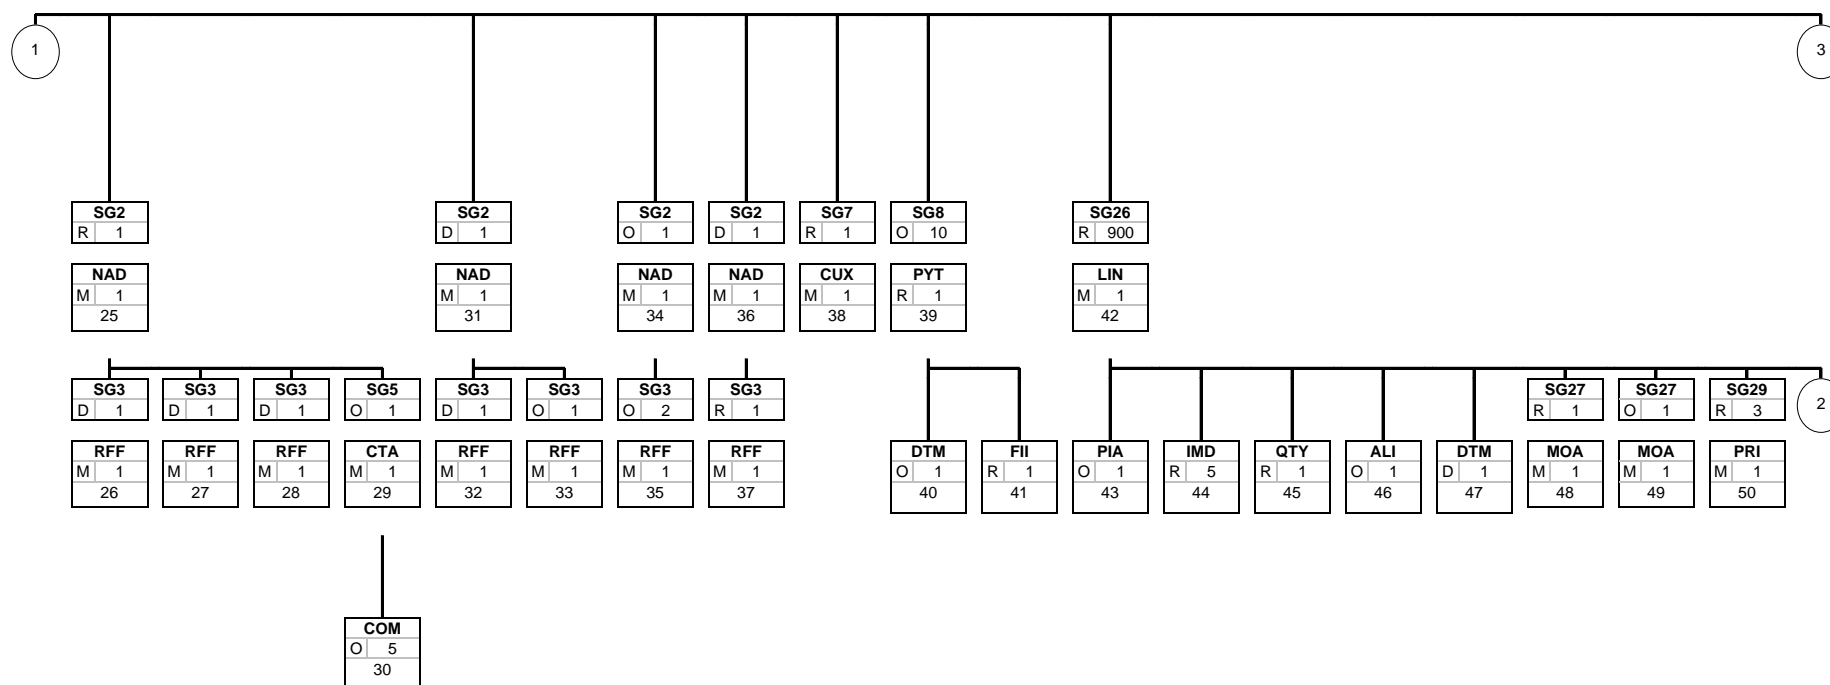 1
3
SG2 SG2 SG2 SG2 SG7 SG8 SG26
R 1 D 1 O 1 D 1 R 1 O 10 R 900
NAD NAD NAD NAD CUX PYT LIN
M 1 M 1 M 1 M 1 M 1 R 1 M 1
25 31 34 36 38 39 42
SG3 SG3 SG3 SG5 SG3 SG3 SG3 SG3 SG27 SG27 SG29
D 1 D 1 D 1 O 1 D 1 O 1 O 2 R 1 R 1 O 1 R 3
2
RFF RFF RFF CTA RFF RFF RFF RFF DTM FII PIA IMD QTY ALI DTM MOA MOA PRI
M 1 M 1 M 1 M 1 M 1 M 1 M 1 M 1 O 1 R 1 O 1 R 5 R 1 O 1 D 1 M 1 M 1 M 1
26 27 28 29 32 33 35 37 40 41 43 44 45 46 47 48 49 50
COM
O 5
30